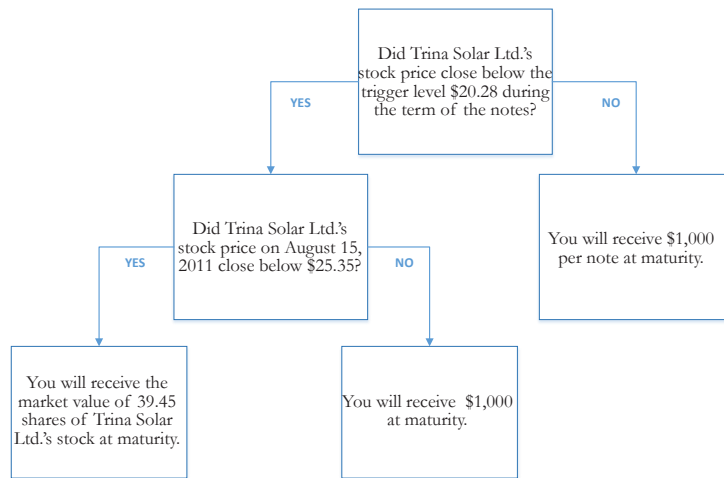 Did Trina Solar Ltd.'s
stock price close below the
trigger level $20.28 during
the term of the notes?
YES
NO
Did Trina Solar Ltd.'s
stock price on August 15,
2011 close below $25.35?
You will receive $1,000
per note at maturity.
YES
NO
You will receive the
market value of 39.45
shares of Trina Solar
Ltd.'s stock at maturity.
You will receive $1,000
at maturity.